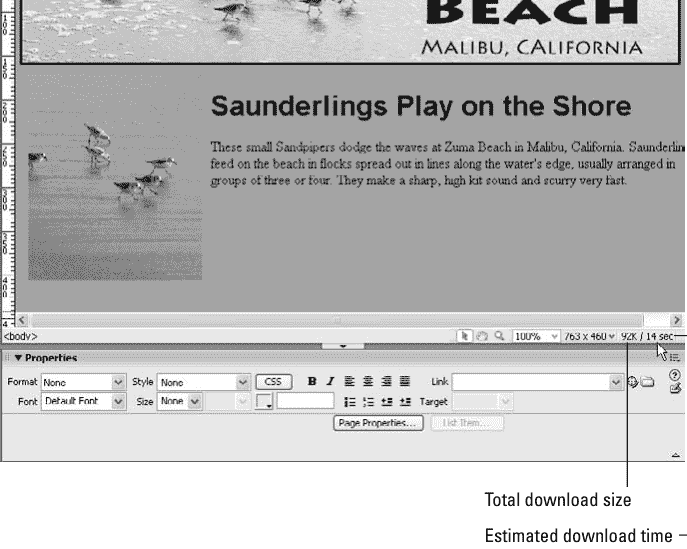 BEACH
MALIBU, CALIFORNIA
Saunderlings Play on the Shore
These small Sandpipers dodge the waves at Zuma Beach in Malibu, California. Saunderlin
feed on the beach in flocks spread out in lines along the water's edge, usually arranged in
groups of three or four. They make a sharp, high kit sound and scurry very fast.
<body> 100% 763 x 460 92K / 14 sec
Properties
Format None Style None CSS B I Link
Font Default Font Size None Target
Page Properties... List Item...
Total download size
Estimated download time